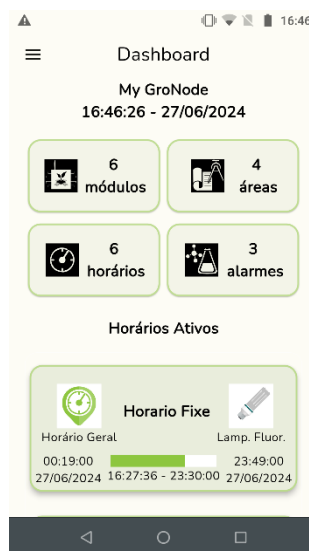 16:46
Dashboard
My GroNode
16:46:26 - 27/06/2024
6
módulos
4
áreas
6
horários
3
alarmes
Horários Ativos
Horario Fixe
Horário Geral
Lamp. Fluor.
00:19:00
23:49:00
27/06/2024
16:27:36 - 23:30:00
27/06/2024